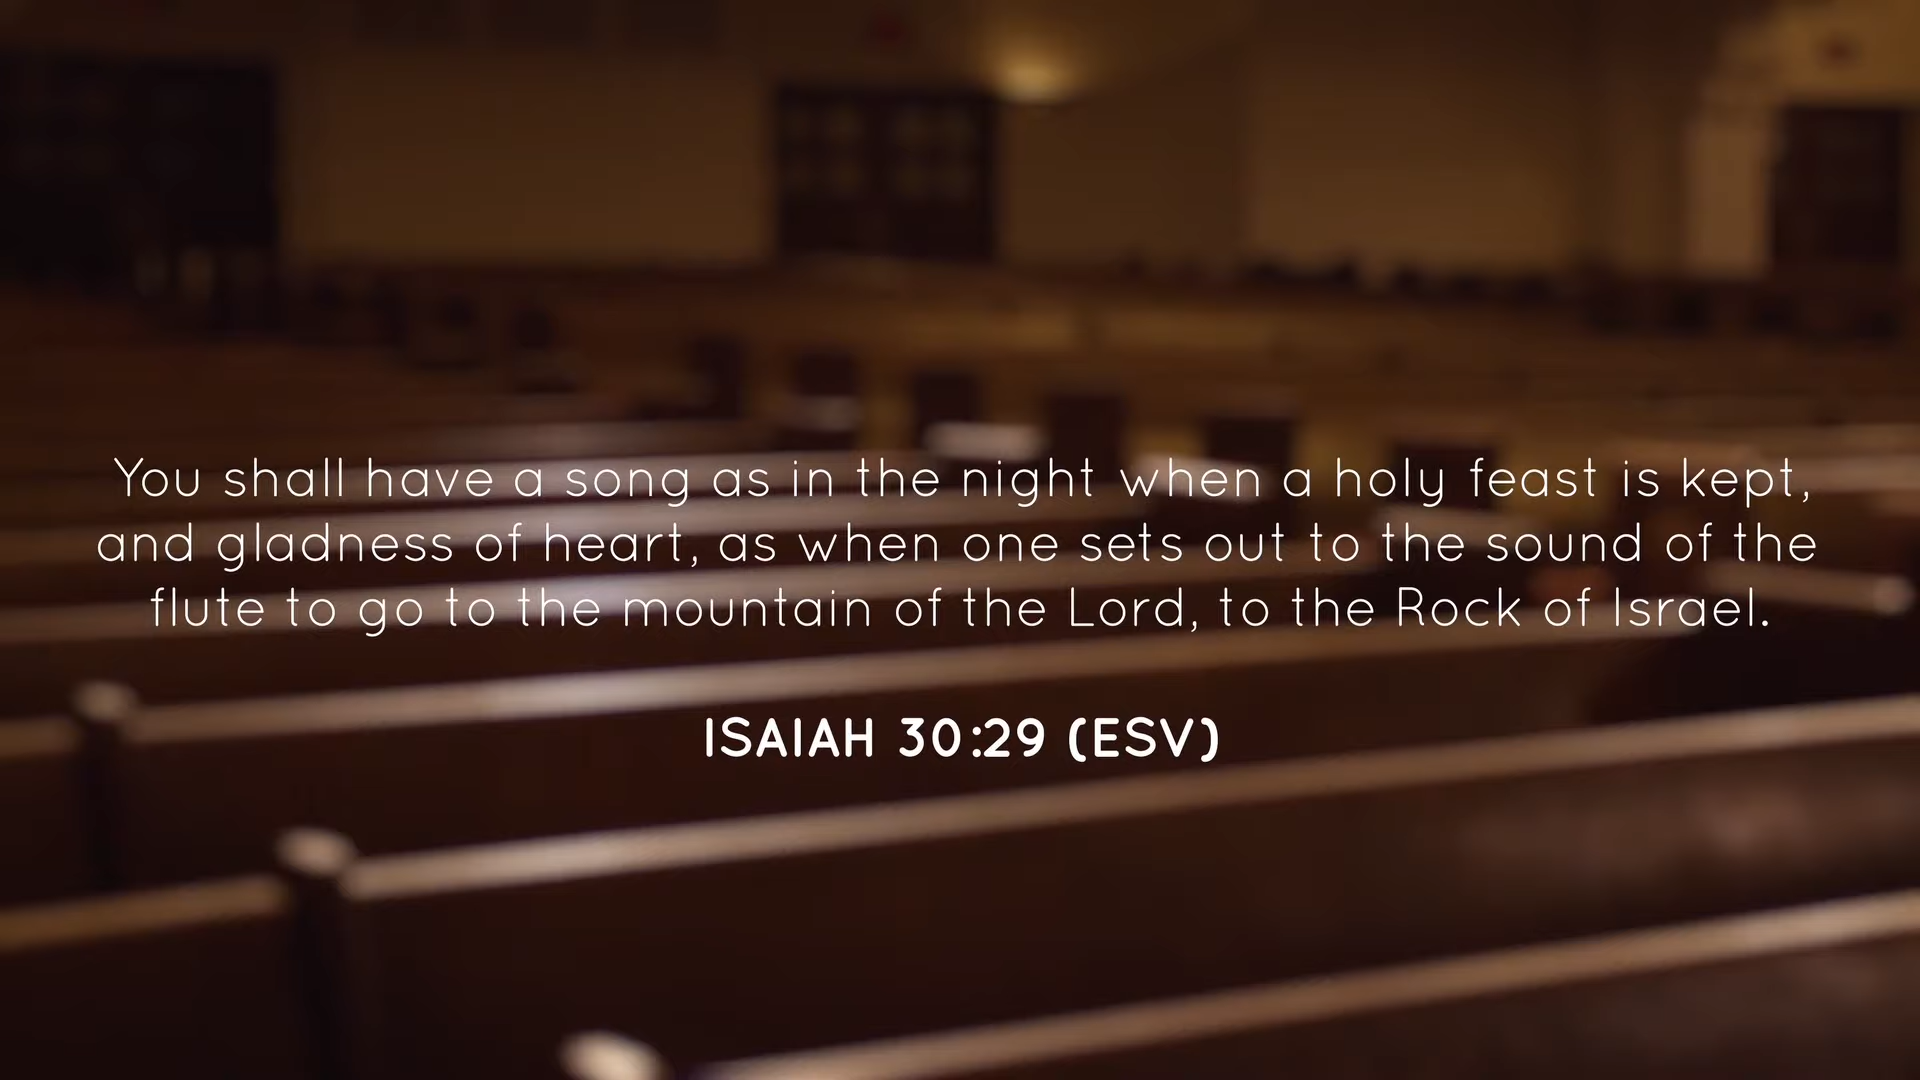 You shall have a song as in the night when a holy feast is kept,
and gladness of heart, as when one sets out to the sound of the
flute to go to the mountain of the Lord, to the Rock of Israel.
ISAIAH 30:29 (ESV)